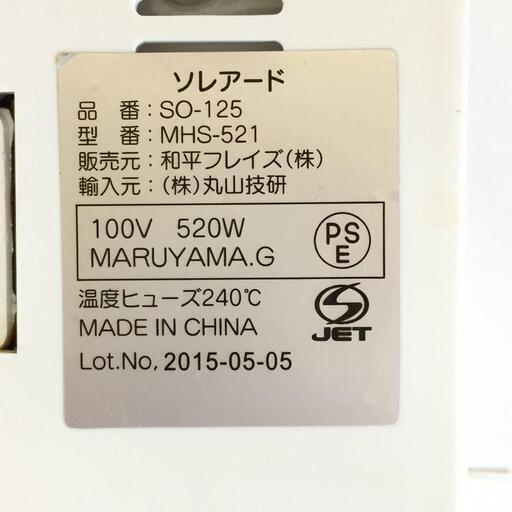 ソレアード
品 番：SO-125
型 番：MHS-521
販売元：和平フレイズ(株)
輸入元：(株)丸山技研
100V 520W
MARUYAMA.G
PS
E
温度ヒューズ240℃
MADE IN CHINA
Lot.No, 2015-05-05
JET